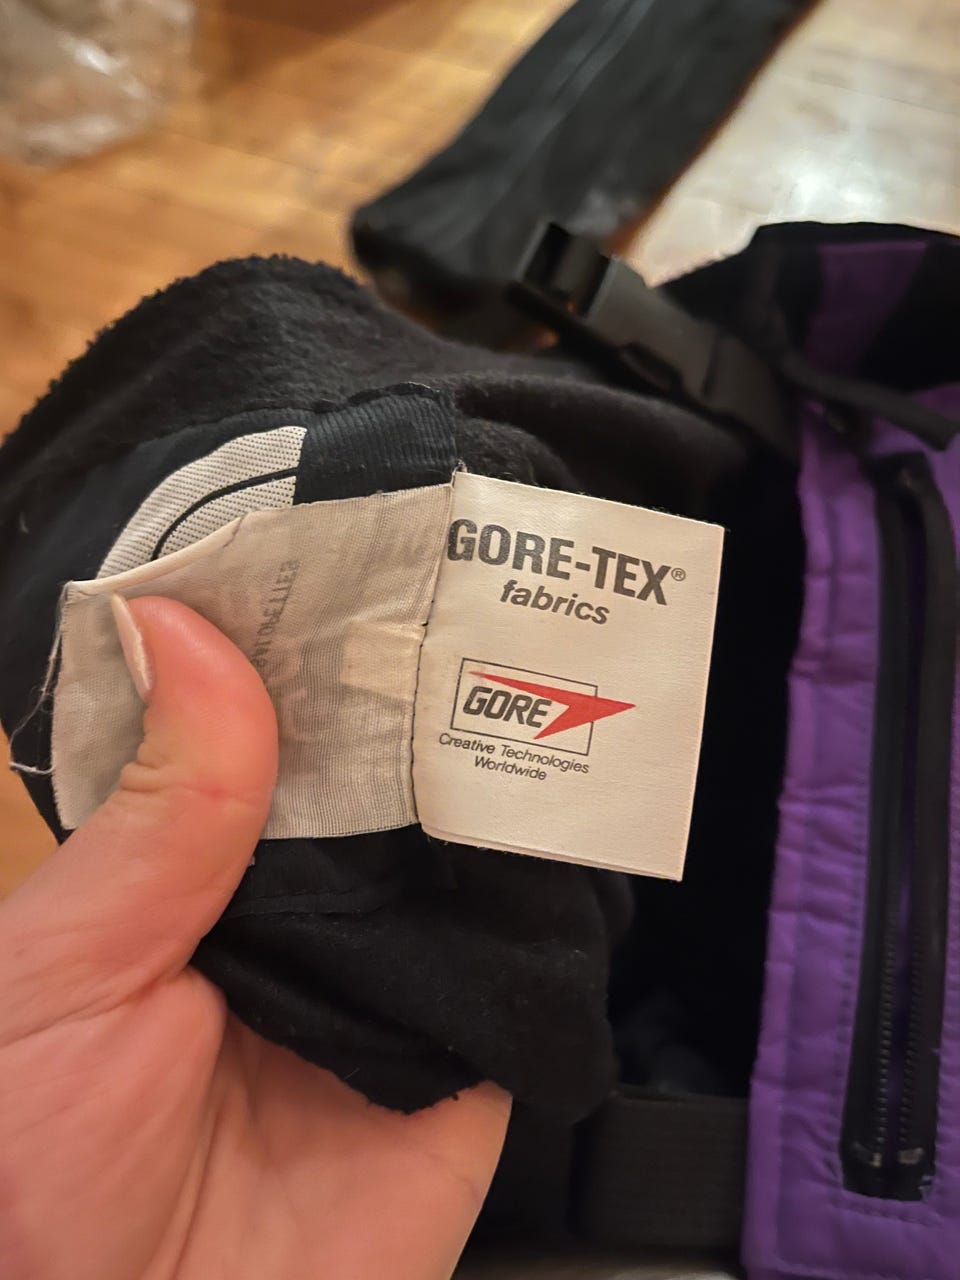 GORE-TEX®
fabrics
GORE
Creative Technologies
Worldwide